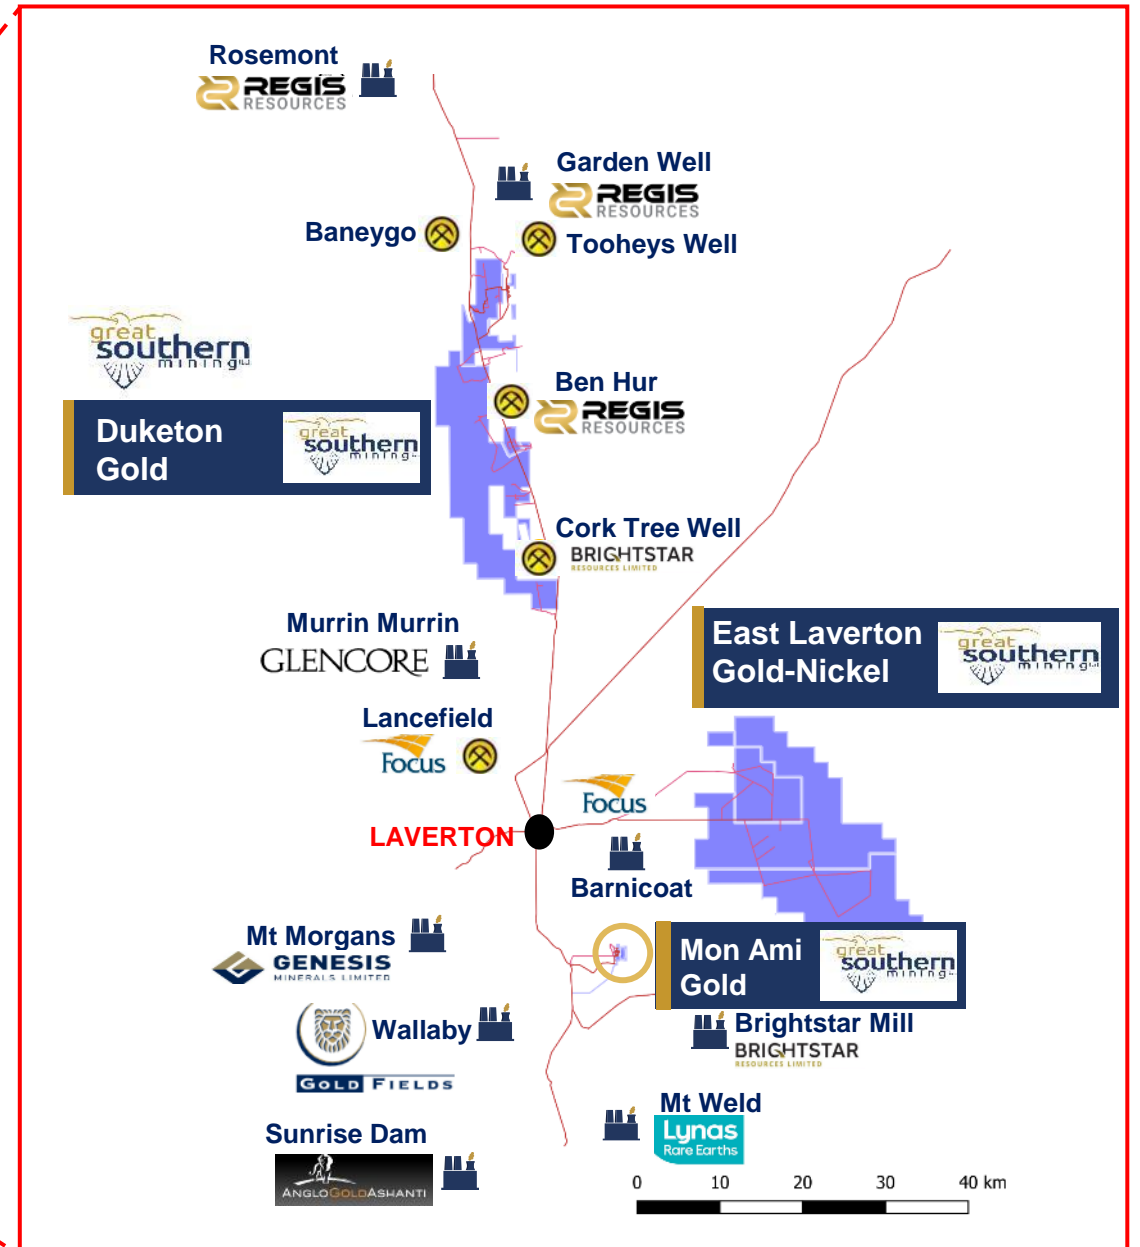 Rosemont
REGIS
RESOURCES
Garden Well
REGIS
RESOURCES
Baneygo
Tooheys Well
great
southern
mining
Ben Hur
REGIS
RESOURCES
Duketon
Gold
great
southern
mining
Cork Tree Well
BRIGHTSTAR
RESOURCES LIMITED
Murrin Murrin
GLENCORE
East Laverton
Gold-Nickel
great
southern
mining
Lancefield
Focus
Focus
LAVERTON
Barnicoat
Mt Morgans
GENESIS
MINERALS LIMITED
Mon Ami
Gold
great
southern
mining
Wallaby
GOLD FIELDS
Brightstar Mill
BRIGHTSTAR
RESOURCES LIMITED
Mt Weld
Lynas
Rare Earths
Sunrise Dam
ANGLOGOLDASHANTI
0 10 20 30 40 km